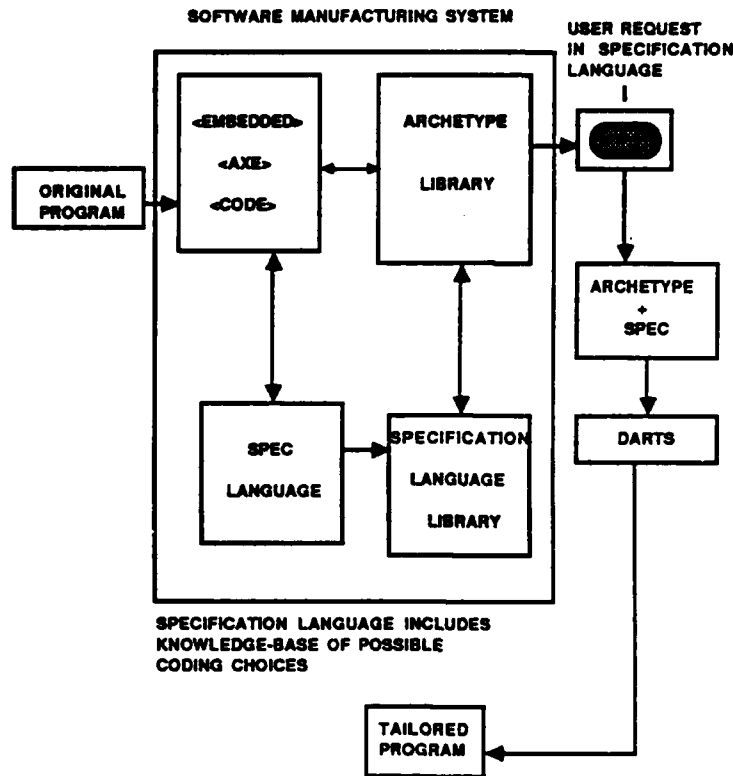 SOFTWARE MANUFACTURING SYSTEM
USER REQUEST
IN SPECIFICATION
LANGUAGE
<EMBEDDED>
<AXE>
<CODE>
ARCHETYPE
LIBRARY
ORIGINAL
PROGRAM
ARCHETYPE
+
SPEC
SPEC
LANGUAGE
SPECIFICATION
LANGUAGE
LIBRARY
DARTS
SPECIFICATION LANGUAGE INCLUDES
KNOWLEDGE-BASE OF POSSIBLE
CODING CHOICES
TAILORED
PROGRAM